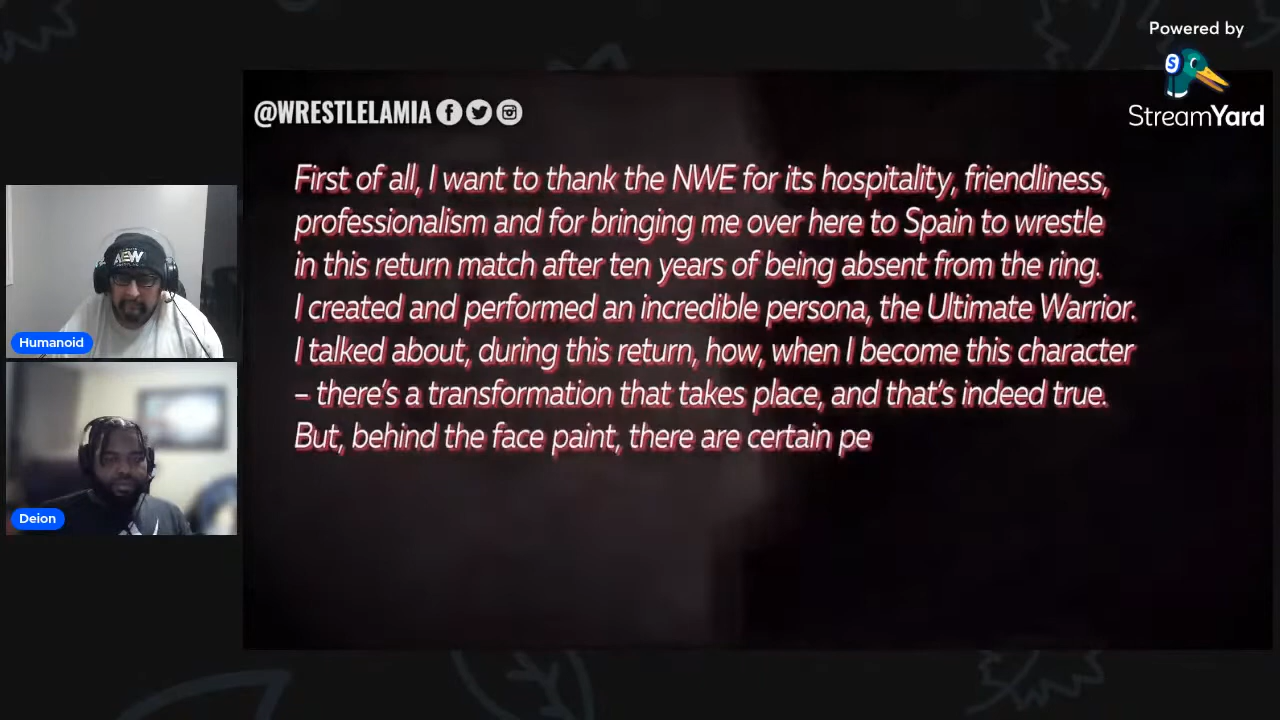 Powered by
StreamYard
@WRESTLELAMIA
First of all, I want to thank the NWE for its hospitality, friendliness,
professionalism and for bringing me over here to Spain to wrestle
in this return match after ten years of being absent from the ring.
I created and performed an incredible persona, the Ultimate Warrior.
I talked about, during this return, how, when I become this character
– there's a transformation that takes place, and that's indeed true.
But, behind the face paint, there are certain pe
AEW
Humanoid
Deion